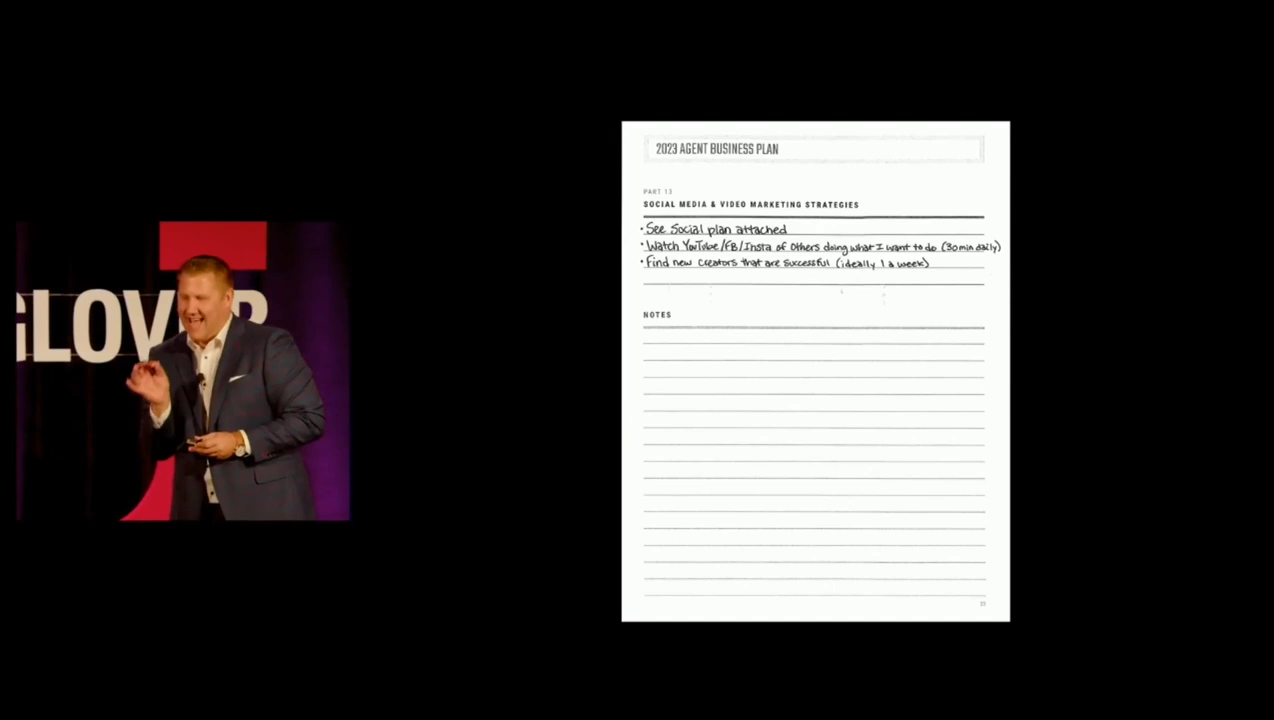 GLOVER
2023 AGENT BUSINESS PLAN
PART 13
SOCIAL MEDIA & VIDEO MARKETING STRATEGIES
• See Social plan attached
• Watch YouTube/FB/Insta of Others doing what I want to do (30min daily)
• Find new creators that are successful (ideally 1 a week)
NOTES